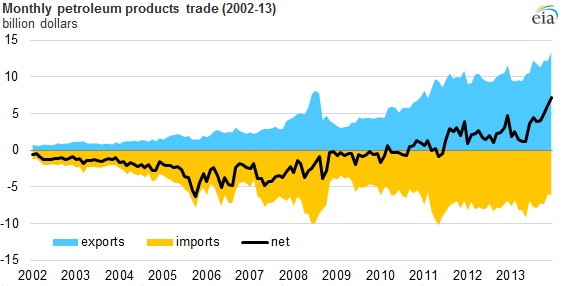 Monthly petroleum products trade (2002-13)
billion dollars
eia
15
10
5
0
-5
-10
-15
exports
imports
net
2002 2003 2004 2005 2006 2007 2008 2009 2010 2011 2012 2013